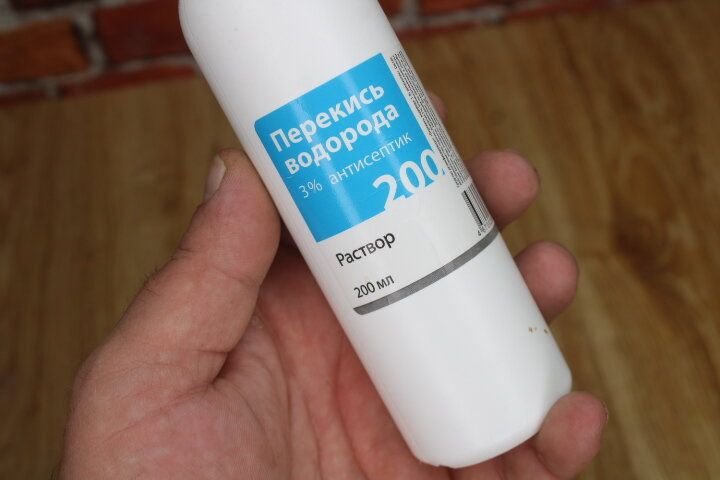 Перекись
водорода
3% антисептик
200
Раствор
200 мл